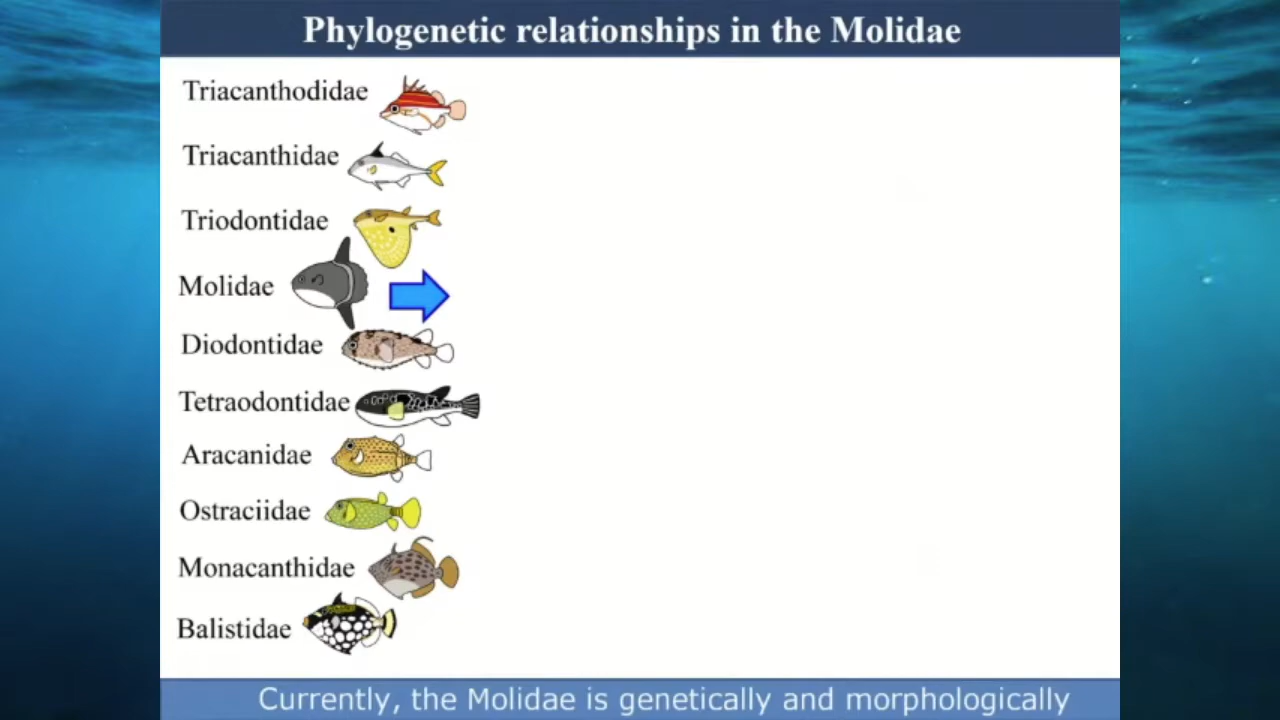 Phylogenetic relationships in the Molidae
Triacanthodidae
Triacanthidae
Triodontidae
Molidae
Diodontidae
Tetraodontidae
Aracanidae
Ostraciidae
Monacanthidae
Balistidae
Currently, the Molidae is genetically and morphologically